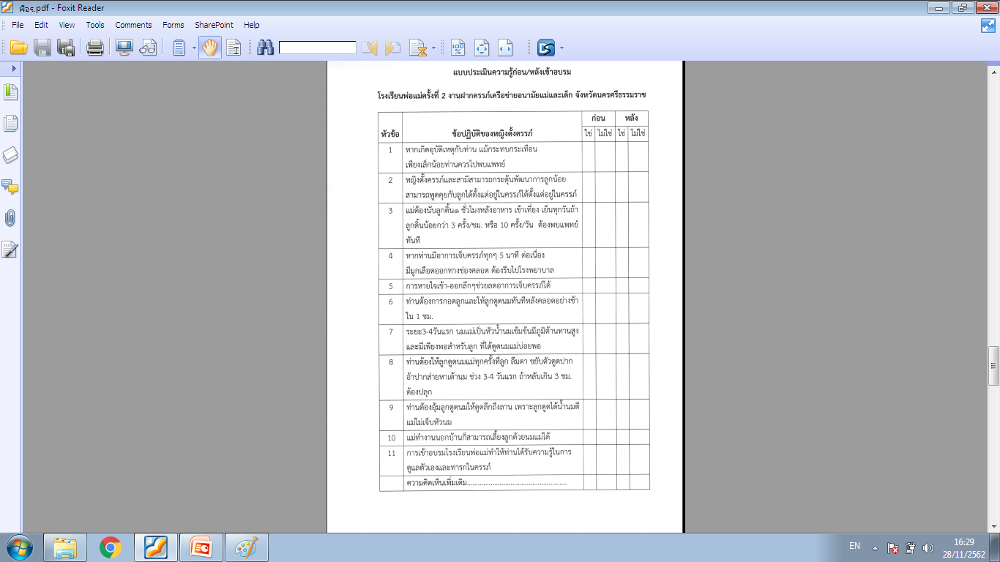 พีอร.pdf - Foxit Reader
File Edit View Tools Comments Forms SharePoint Help
แบบประเมินความรู้ก่อน/หลังเข้าอบรม
โรงเรียนพ่อแม่ครั้งที่ 2 งานฝากครรภ์เครือข่ายอนามัยแม่และเด็ก จังหวัดนครศรีธรรมราช
หัวข้อ ข้อปฏิบัติของหญิงตั้งครรภ์ ก่อน หลัง
ใช่ ไม่ใช่ ใช่ ไม่ใช่
1 หากเกิดอุบัติเหตุกับท่าน แม้กระทบกระเทือน
เพียงเล็กน้อยท่านควรไปพบแพทย์
2 หญิงตั้งครรภ์และสามีสามารถกระตุ้นพัฒนาการลูกน้อย
สามารถพูดคุยกับลูกได้ตั้งแต่อยู่ในครรภ์ได้ตั้งแต่อยู่ในครรภ์
3 แม่ต้องนับลูกดิ้น๑ ชั่วโมงหลังอาหาร เช้าเที่ยง เย็นทุกวันถ้า
ลูกดิ้นน้อยกว่า 3 ครั้ง/ชม. หรือ 10 ครั้ง/วัน ต้องพบแพทย์
ทันที
4 หากท่านมีอาการเจ็บครรภ์ทุกๆ 5 นาที ต่อเนื่อง
มีมูกเลือดออกทางช่องคลอด ต้องรีบไปโรงพยาบาล
5 การหายใจเข้า-ออกลึกๆช่วยลดอาการเจ็บครรภ์ได้
6 ท่านต้องการกอดลูกและให้ลูกดูดนมทันทีหลังคลอดอย่างช้า
ใน 1 ชม.
7 ระยะ3-4วันแรก นมแม่เป็นหัวน้ำนมเข้มข้นมีภูมิต้านทานสูง
และมีเพียงพอสำหรับลูก ที่ได้ดูดนมแม่บ่อยพอ
8 ท่านต้องให้ลูกดูดนมแม่ทุกครั้งที่ลูก ลืมตา ขยับตัวดูดปาก
อ้าปากส่ายหาเต้านม ช่วง 3-4 วันแรก ถ้าหลับเกิน 3 ชม.
ต้องปลุก
9 ท่านต้องอุ้มลูกดูดนมให้ดูดลึกถึงลาน เพราะลูกดูดได้น้ำนมดี
แม่ไม่เจ็บหัวนม
10 แม่ทำงานนอกบ้านก็สามารถเลี้ยงลูกด้วยนมแม่ได้
11 การเข้าอบรมโรงเรียนพ่อแม่ทำให้ท่านได้รับความรู้ในการ
ดูแลตัวเองและทารกในครรภ์
ความคิดเห็นเพิ่มเติม.......................................................
EN 16:29
28/11/2562